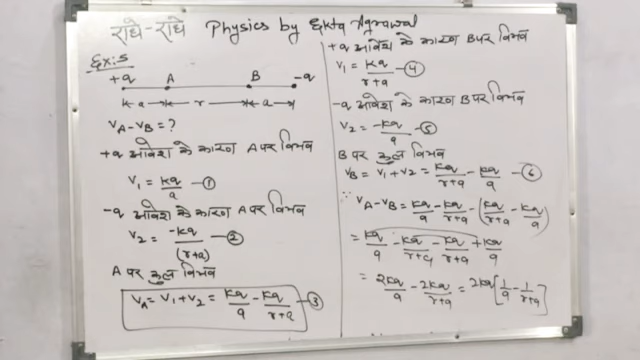 राधे-राधे Physics by Ekta Agrawal
Ex:5
+q A B -q
a r a
VA-VB=?
+q आवेश के कारण A पर विभव
V1 = Kq/a —①
-q आवेश के कारण A पर विभव
V2 = -Kq/(r+a) —②
A पर कुल विभव
VA = V1+V2 = Kq/a - Kq/r+a —③
+q आवेश के कारण B पर विभव
V1 = Kq/r+a —④
-q आवेश के कारण B पर विभव
V2 = -Kq/a —⑤
B पर कुल विभव
VB = V1+V2 = Kq/r+a - Kq/a —⑥
∵ VA-VB = Kq/a - Kq/r+a - (Kq/r+a - Kq/a)
= Kq/a - Kq/r+a - Kq/r+a + Kq/a
= 2Kq/a - 2Kq/r+a = 2Kq[1/a - 1/r+a]